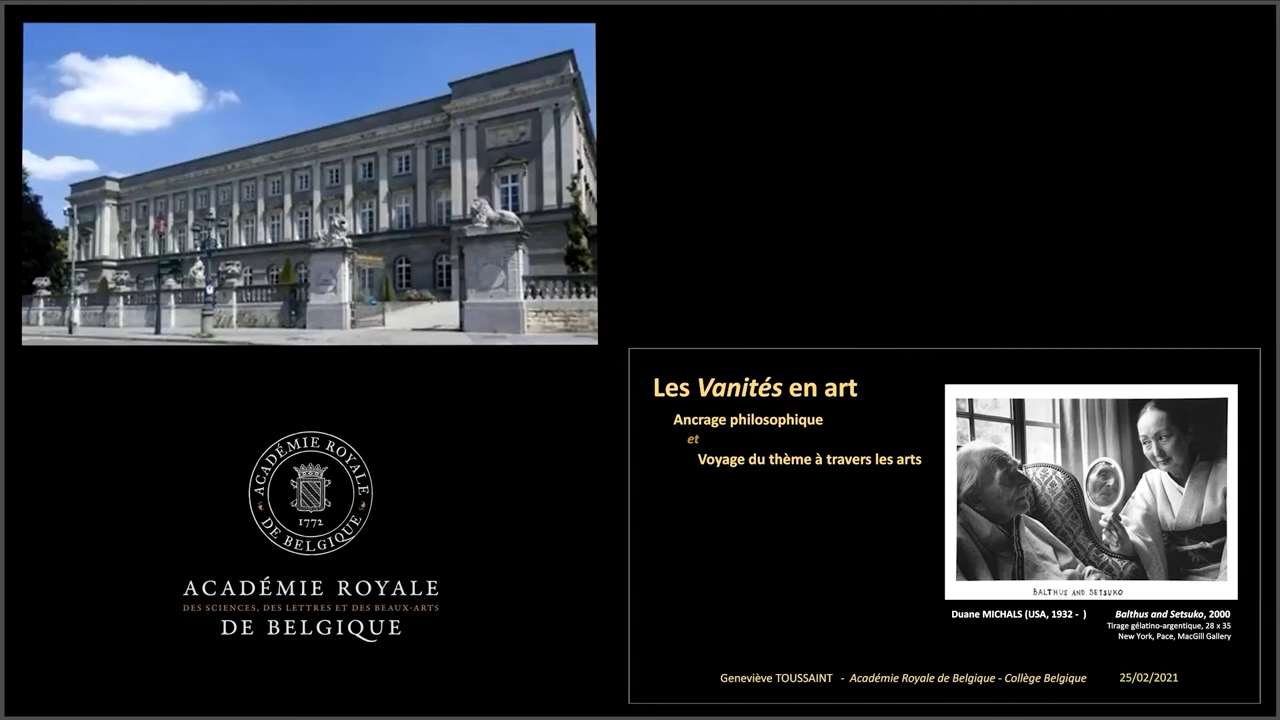 ACADÉMIE ROYALE
DE BELGIQUE
1772
ACADÉMIE ROYALE
DES SCIENCES, DES LETTRES ET DES BEAUX-ARTS
DE BELGIQUE
Les Vanités en art
Ancrage philosophique
et
Voyage du thème à travers les arts
BALTHUS AND SETSUKO
Duane MICHALS (USA, 1932 - )
Balthus and Setsuko, 2000
Tirage gélatino-argentique, 28 x 35
New York, Pace, MacGill Gallery
Geneviève TOUSSAINT - Académie Royale de Belgique - Collège Belgique 25/02/2021